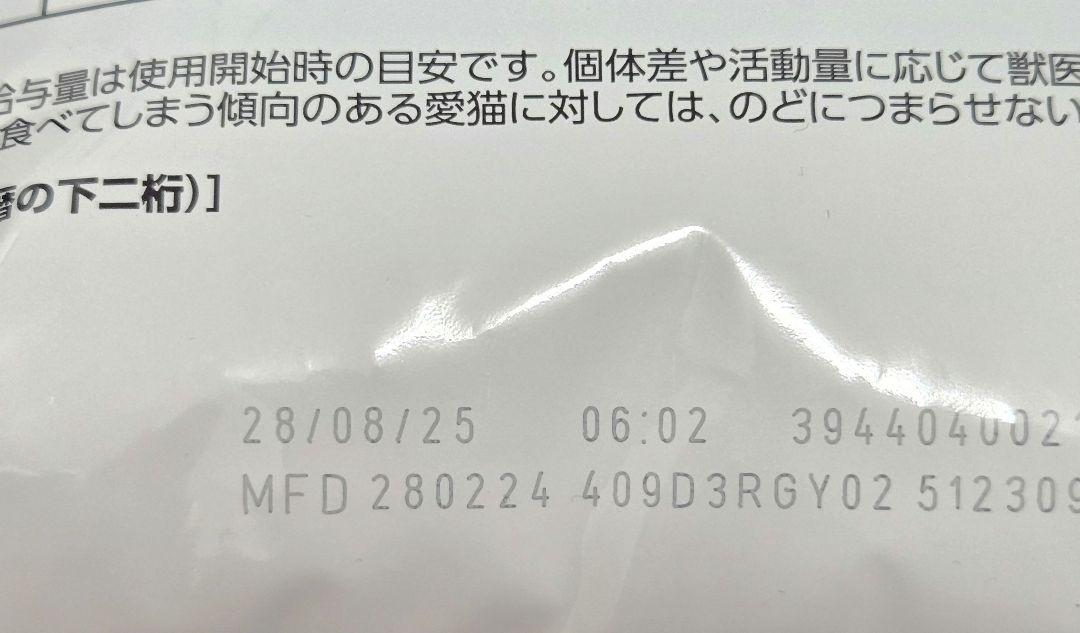 給与量は使用開始時の目安です。個体差や活動量に応じて獣医
食べてしまう傾向のある愛猫に対しては、のどにつまらせない
暦の下二桁)]
28/08/25 06:02 394404002
MFD 280224 409D3RGY02 512309